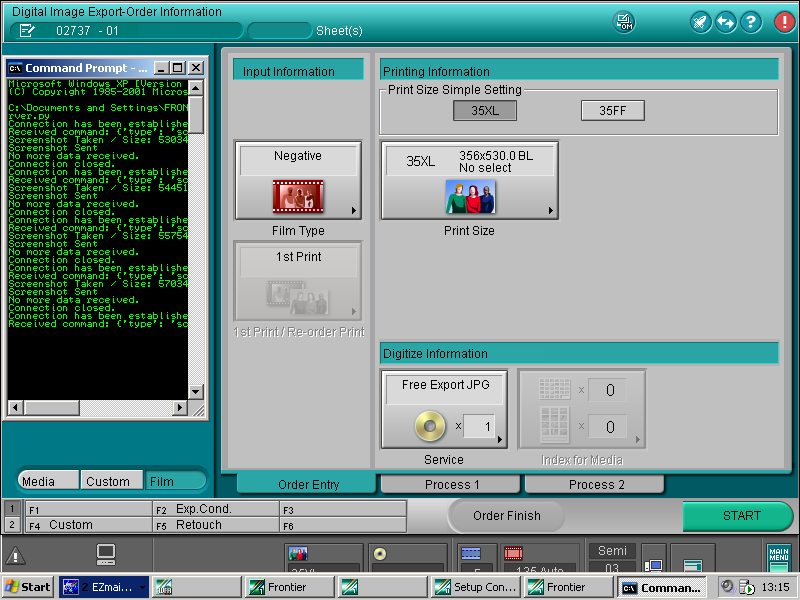 Digital Image Export-Order Information
02737 - 01
Sheet(s)
DM
Command Prompt - ...
Microsoft Windows XP [Version
(C) Copyright 1985-2001 Micros
C:\Documents and Settings\FRON
rver.py
Connection has been establishe
Received command: {'type': 'sc
Screenshot Taken / Size: 53034
Screenshot Sent
No more data received.
Connection closed.
Connection has been establishe
Received command: {'type': 'sc
Screenshot Taken / Size: 54451
Screenshot Sent
No more data received.
Connection closed.
Connection has been establishe
Received command: {'type': 'sc
Screenshot Taken / Size: 55754
Screenshot Sent
No more data received.
Connection closed.
Connection has been establishe
Received command: {'type': 'sc
Screenshot Taken / Size: 57034
Screenshot Sent
No more data received.
Connection closed.
Connection has been establishe
Received command: {'type': 'sc
Media
Custom
Film
Input Information
Negative
Film Type
1st Print
1st Print / Re-order Print
Printing Information
Print Size Simple Setting
35XL
35FF
35XL
356x530.0 BL
No select
Print Size
Digitize Information
Free Export JPG
x 1
Service
x 0
x 0
Index for Media
Order Entry
Process 1
Process 2
1
F1
F2 Exp.Cond.
F3
2
F4 Custom
F5 Retouch
F6
Order Finish
START
135 Auto
Semi
03
MAIN
MENU
Start
2 EZmai...
Frontier
Setup Con...
Frontier
Comman...
13:15